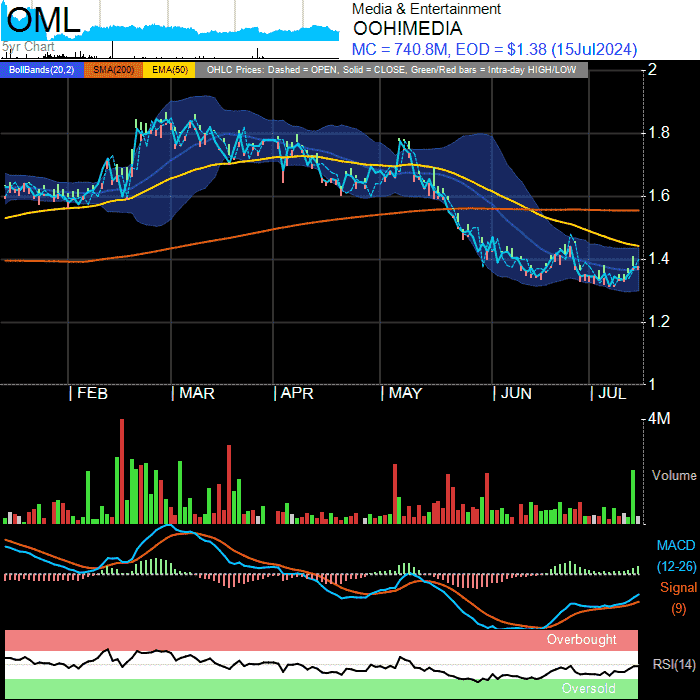 OML
5yr Chart
Media & Entertainment
OOH!MEDIA
MC = 740.8M, EOD = $1.38 (15Jul2024)
BollBands(20,2) SMA(200) EMA(50) OHLC Prices: Dashed = OPEN, Solid = CLOSE, Green/Red bars = Intra-day HIGH/LOW
2
1.8
1.6
1.4
1.2
1
| FEB | MAR | APR | MAY | JUN | JUL
4M
Volume
MACD
(12-26)
Signal
(9)
Overbought
RSI(14)
Oversold